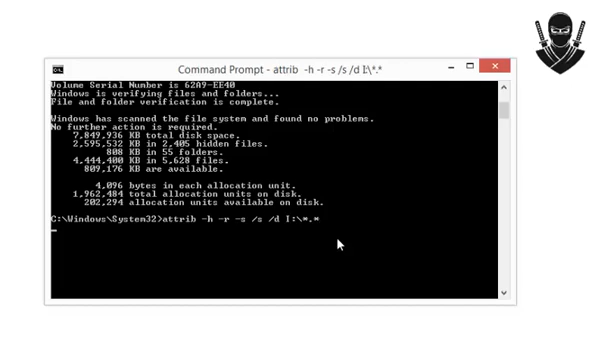 Command Prompt - attrib -h -r -s /s /d I:\*.*
Volume Serial Number is 62A9-EE40
Windows is verifying files and folders...
File and folder verification is complete.
Windows has scanned the file system and found no problems.
No further action is required.
7,849,936 KB total disk space.
2,595,532 KB in 2,405 hidden files.
808 KB in 55 folders.
4,444,400 KB in 5,628 files.
809,176 KB are available.
4,096 bytes in each allocation unit.
1,962,484 total allocation units on disk.
202,294 allocation units available on disk.
C:\Windows\System32>attrib -h -r -s /s /d I:\*.*